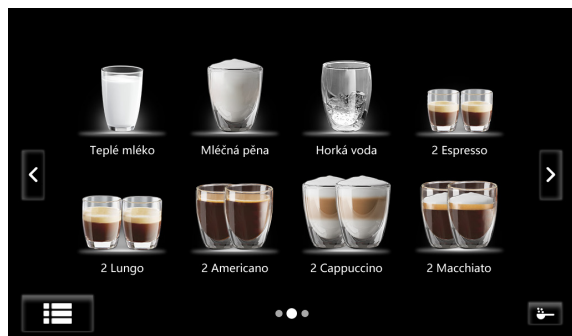 Teplé mléko
Mléčná pěna
Horká voda
2 Espresso
2 Lungo
2 Americano
2 Cappuccino
2 Macchiato